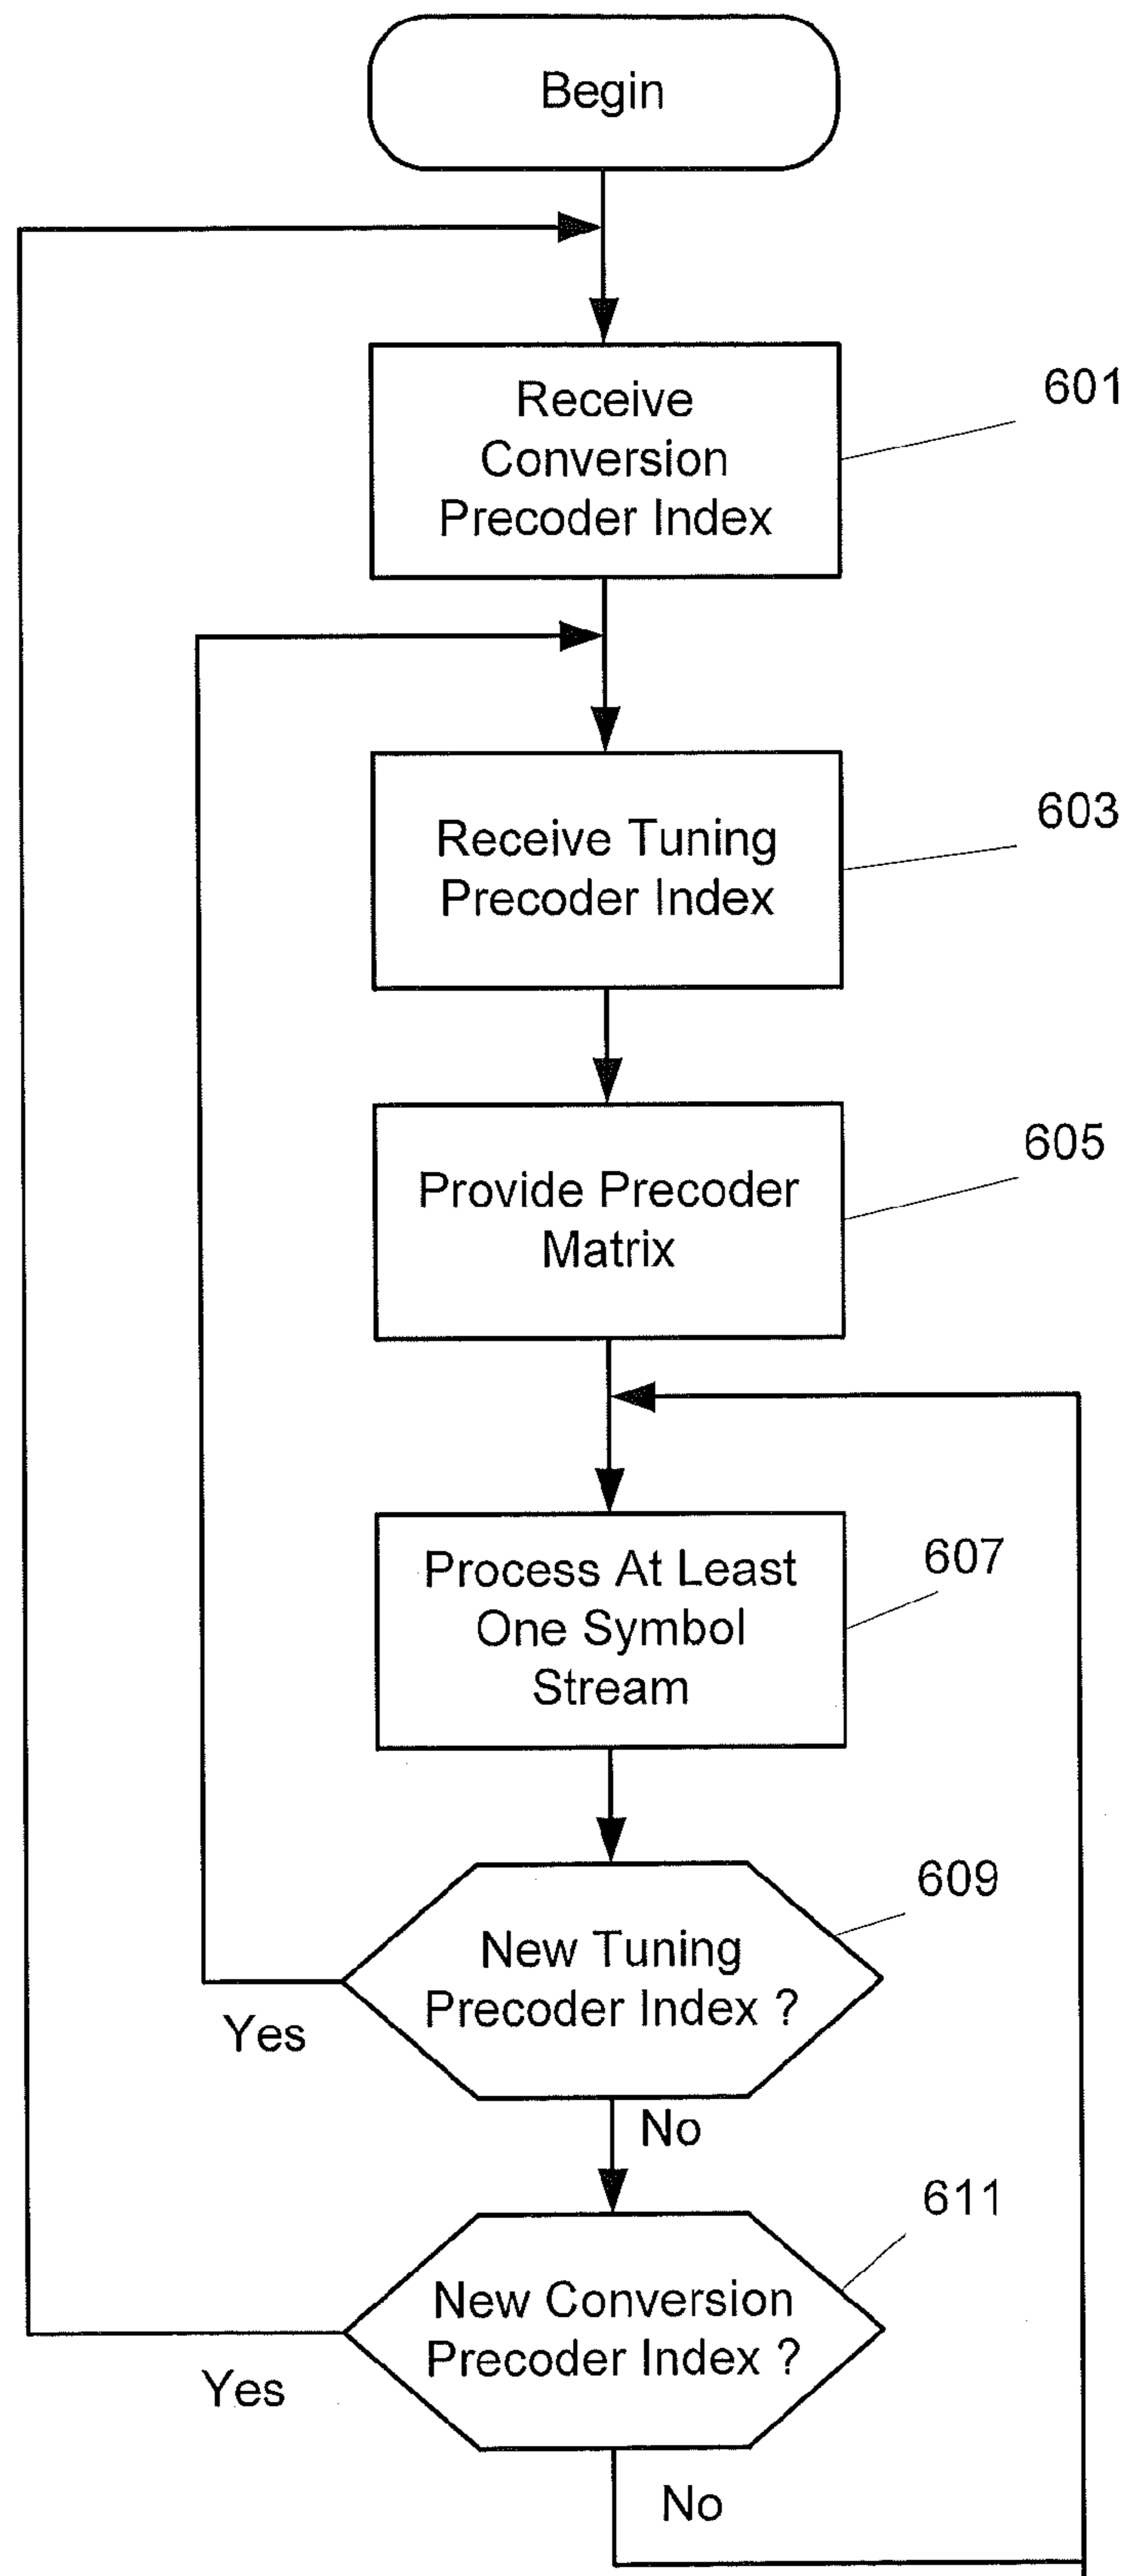 Begin
Receive
Conversion
Precoder Index
601
Receive Tuning
Precoder Index
603
Provide Precoder
Matrix
605
Process At Least
One Symbol
Stream
607
New Tuning
Precoder Index ?
609
Yes
No
New Conversion
Precoder Index ?
611
Yes
No